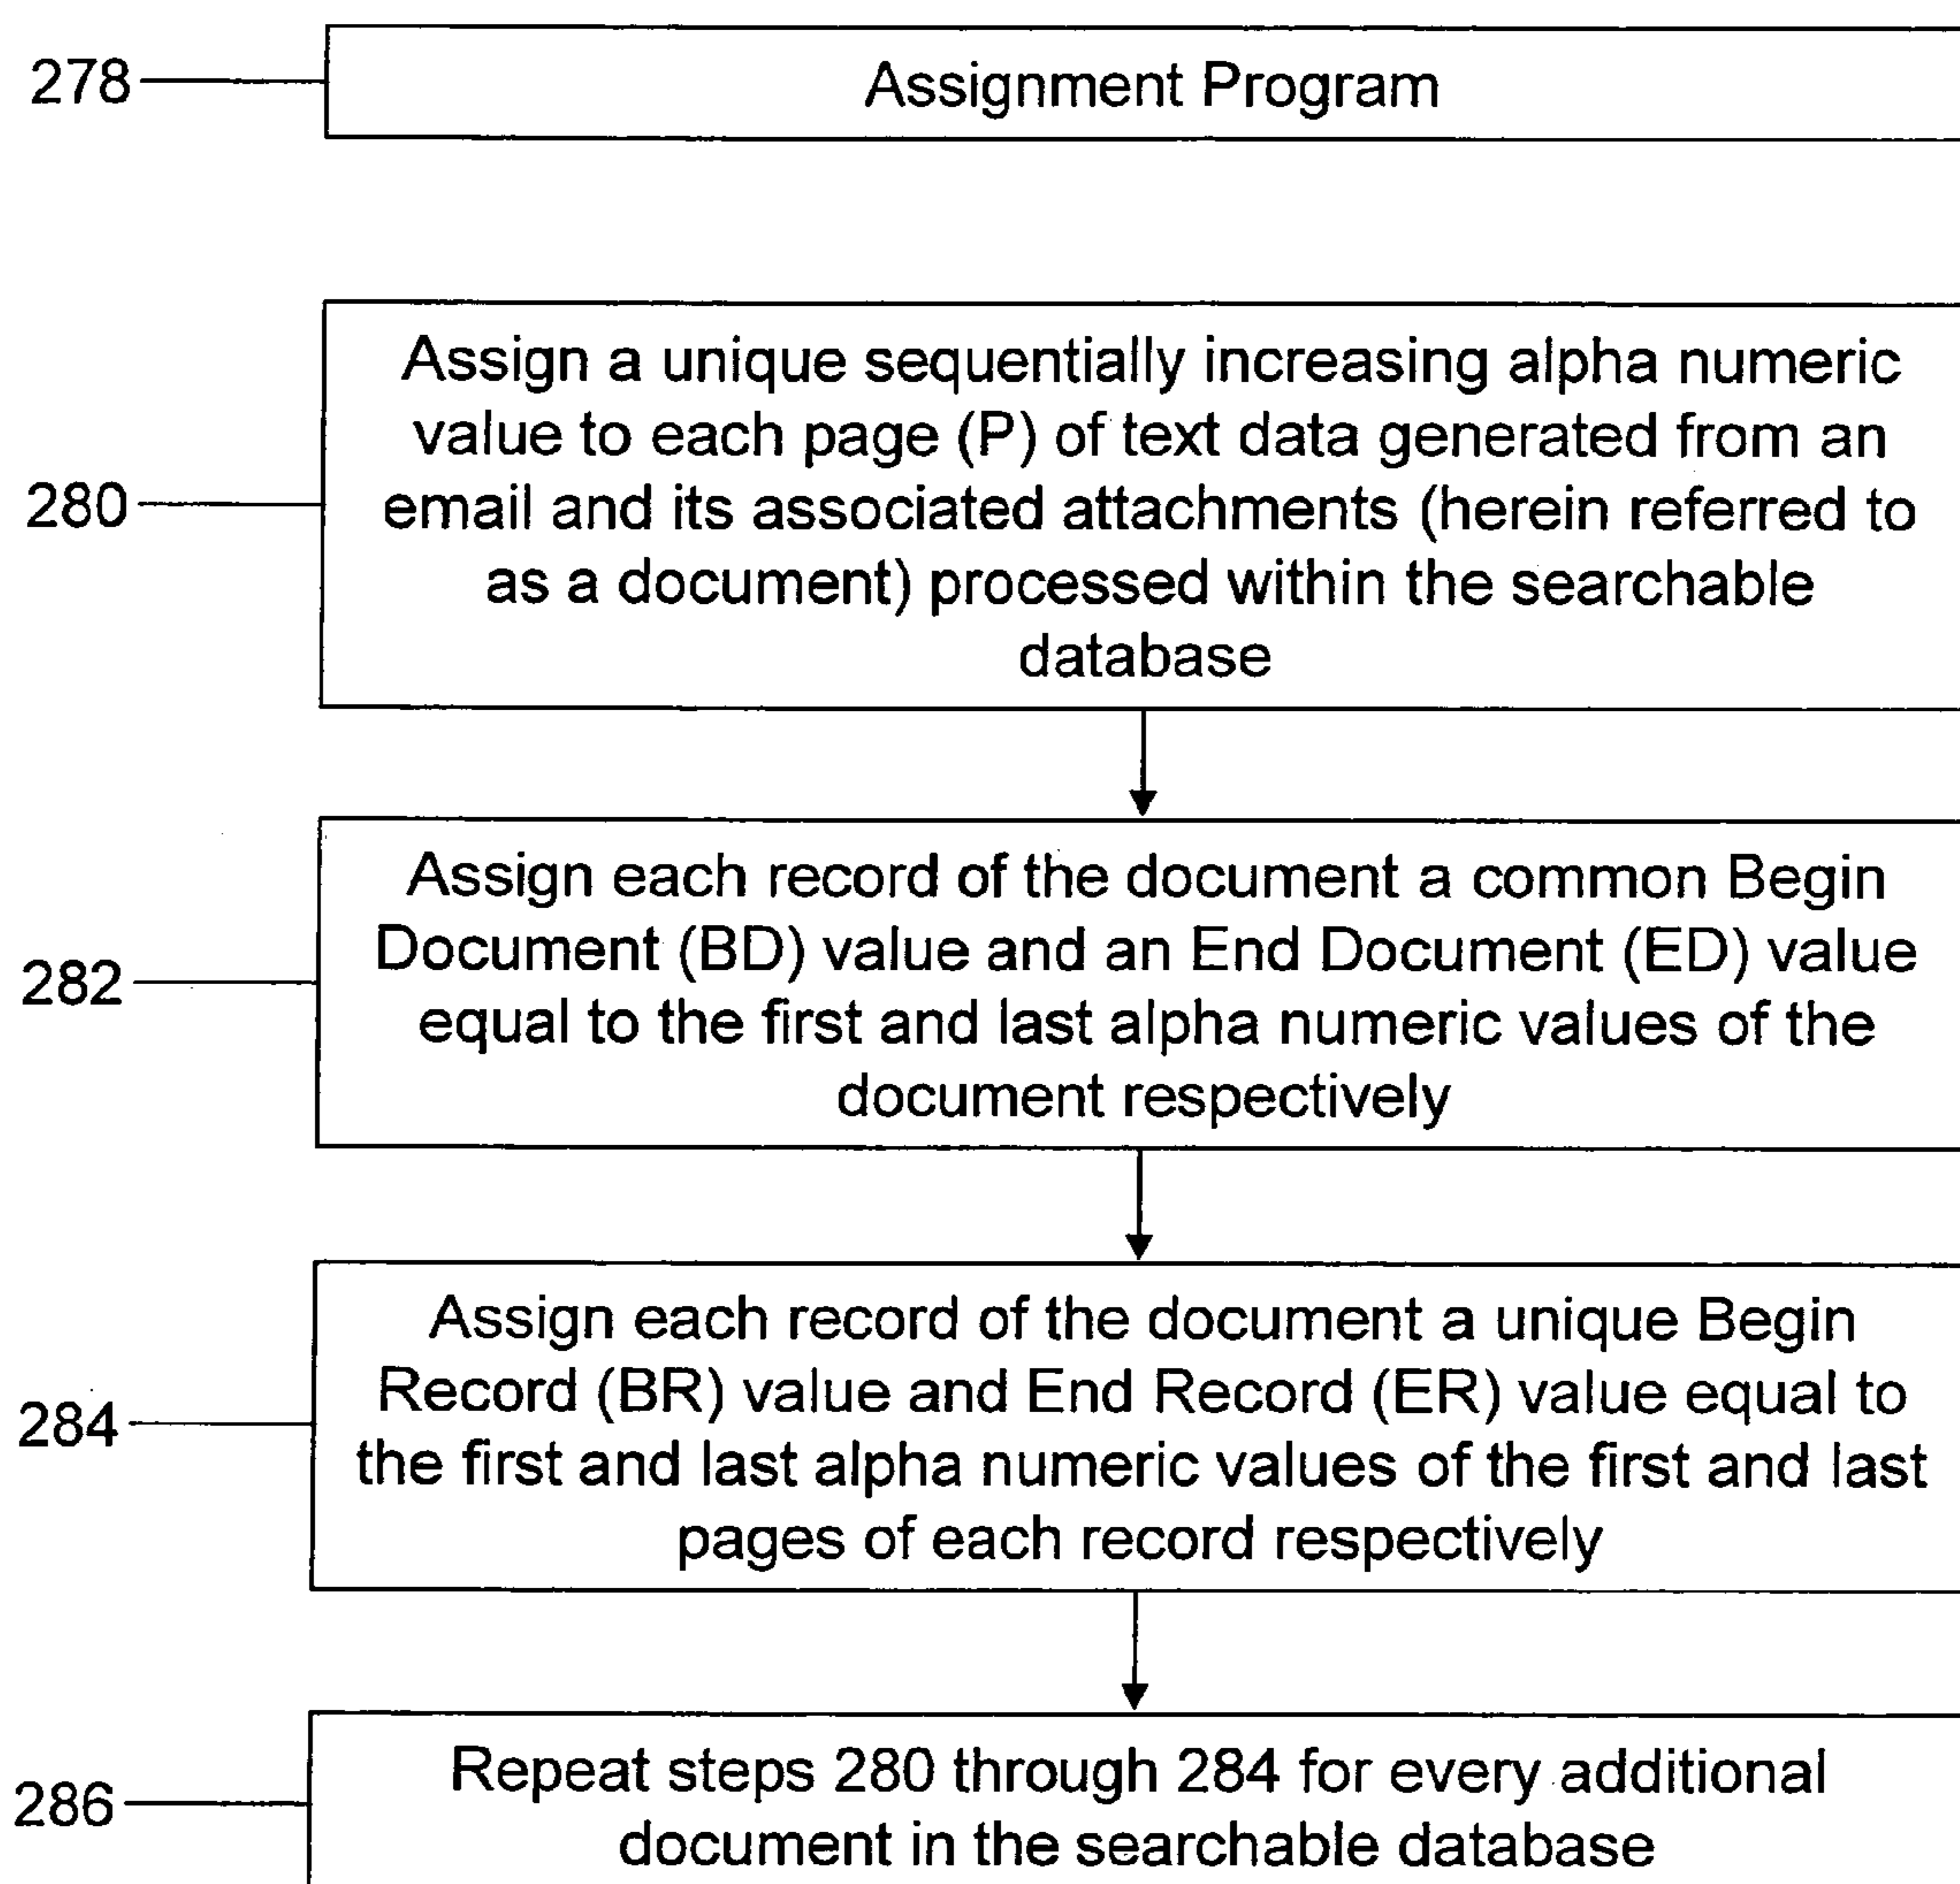 278
Assignment Program
280
Assign a unique sequentially increasing alpha numeric
value to each page (P) of text data generated from an
email and its associated attachments (herein referred to
as a document) processed within the searchable
database
282
Assign each record of the document a common Begin
Document (BD) value and an End Document (ED) value
equal to the first and last alpha numeric values of the
document respectively
284
Assign each record of the document a unique Begin
Record (BR) value and End Record (ER) value equal to
the first and last alpha numeric values of the first and last
pages of each record respectively
286
Repeat steps 280 through 284 for every additional
document in the searchable database